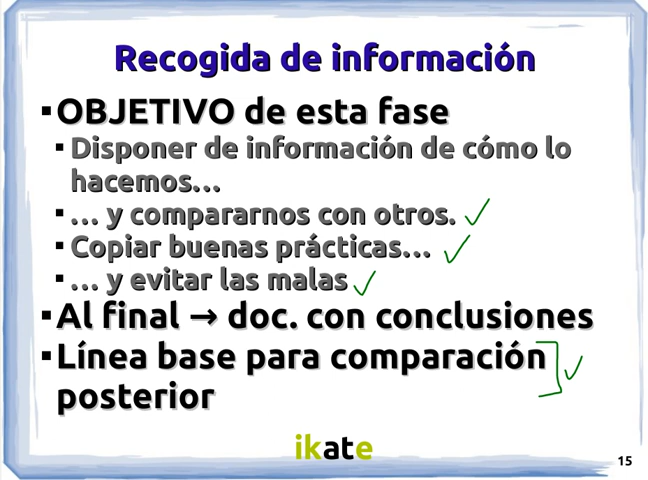 Recogida de información
OBJETIVO de esta fase
Disponer de información de cómo lo
hacemos...
... y compararnos con otros.
Copiar buenas prácticas...
... y evitar las malas
Al final → doc. con conclusiones
Línea base para comparación
posterior
ikate
15